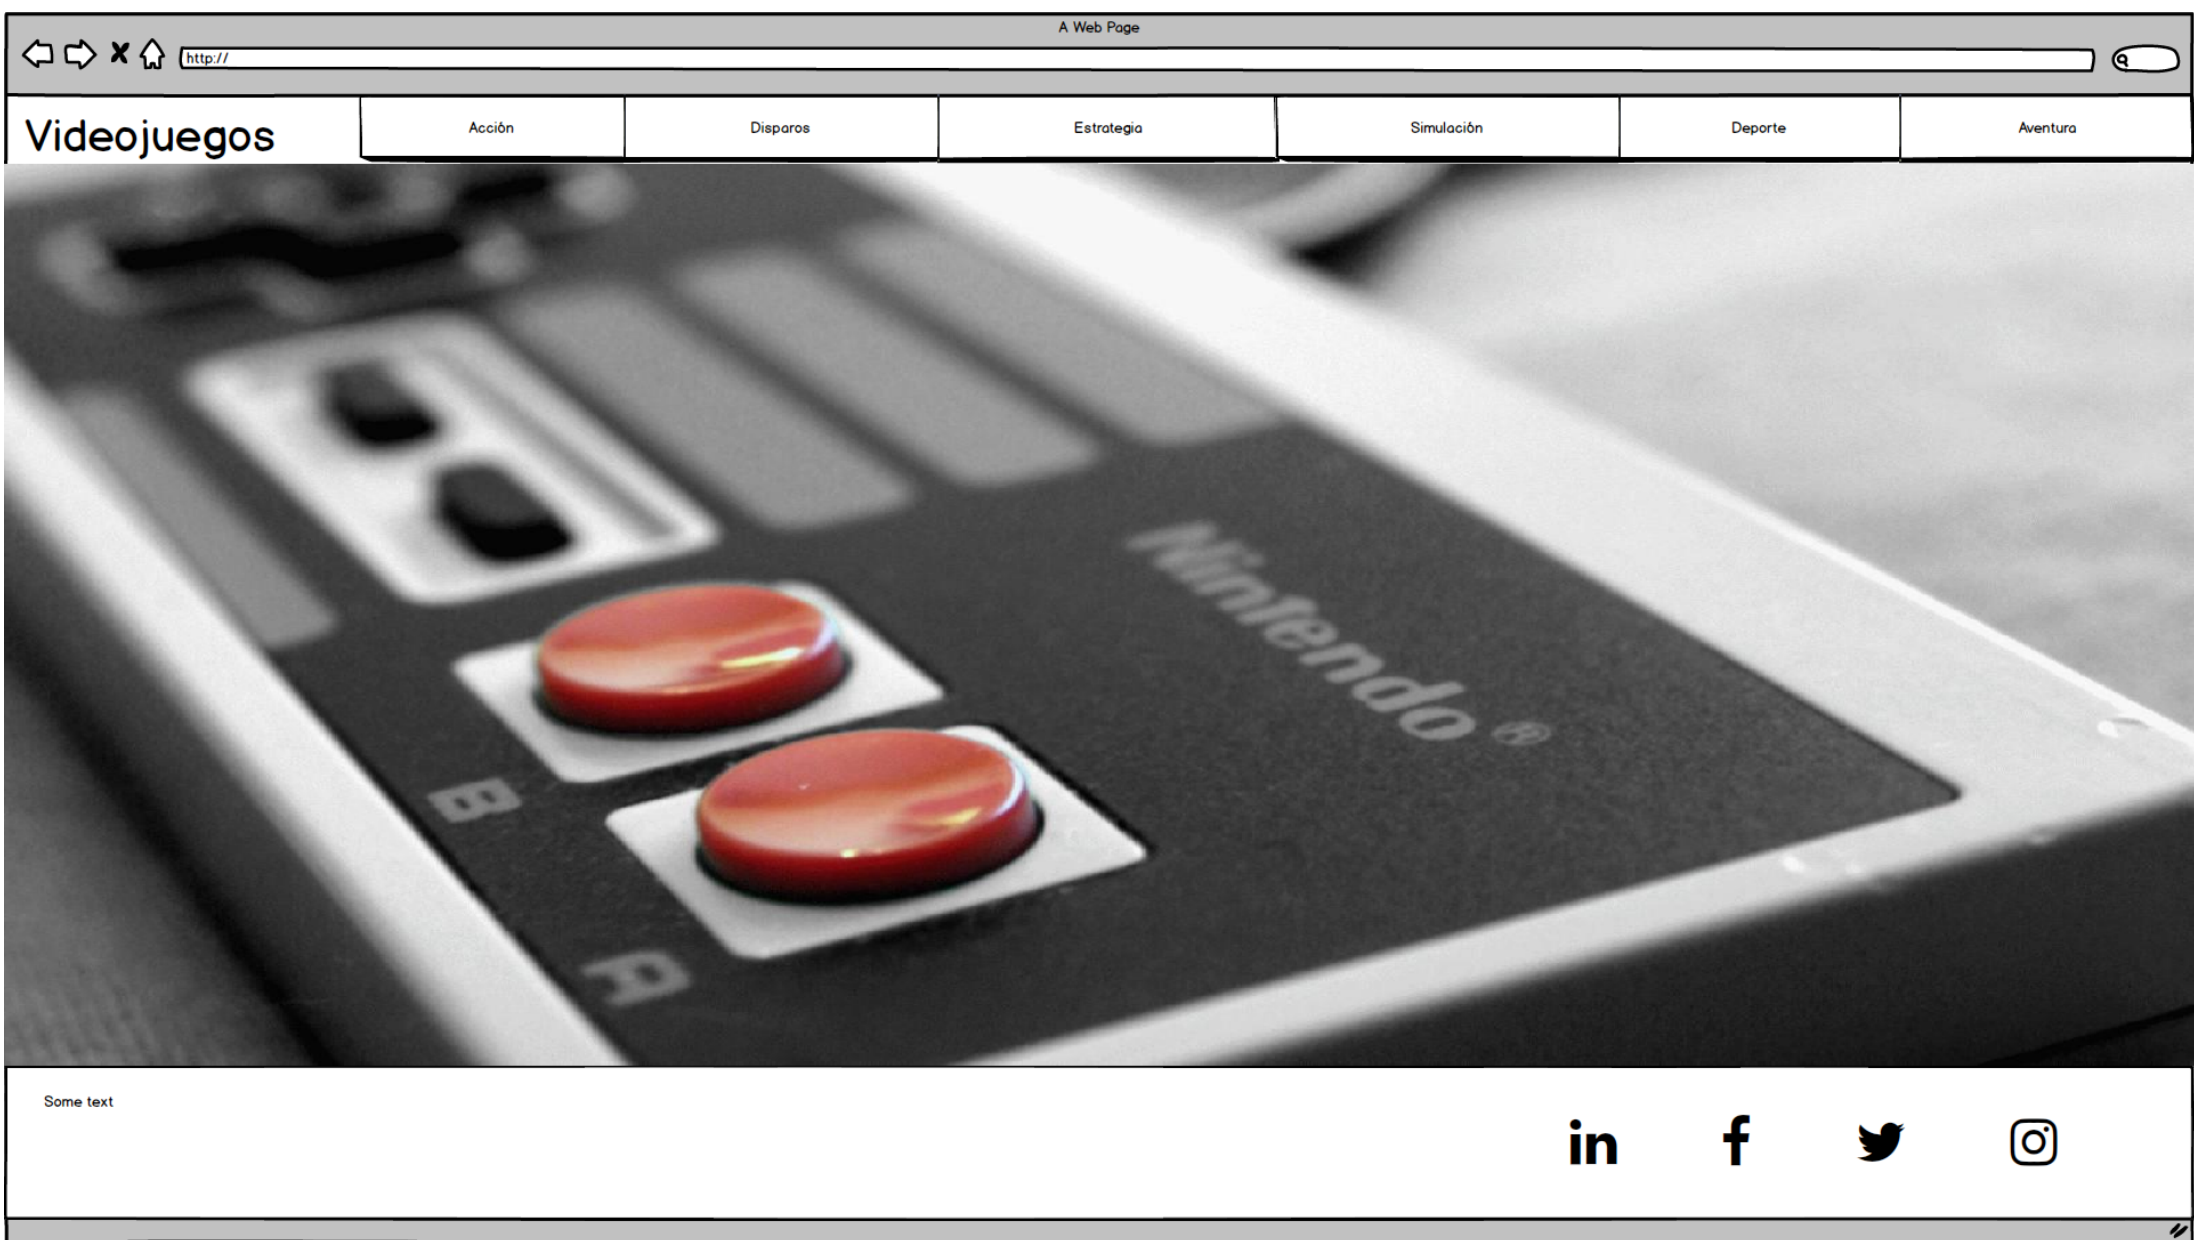 A Web Page
http://
Videojuegos
Acción
Disparos
Estrategia
Simulación
Deporte
Aventura
Nintendo ®
B
A
Some text
in
f